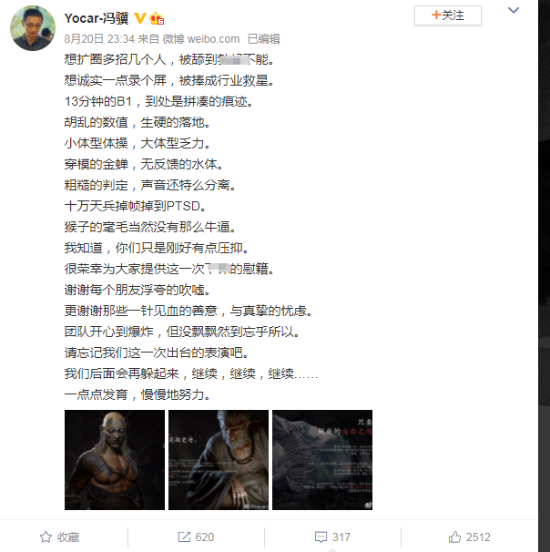 Yocar-冯骥
+关注
8月20日 23:34 来自 微博 weibo.com 已编辑
想扩圈多招几个人，被舔到 不能。
想诚实一点录个屏，被捧成行业救星。
13分钟的B1，到处是拼凑的痕迹。
胡乱的数值，生硬的落地。
小体型体操，大体型乏力。
穿模的金蝉，无反馈的水体。
粗糙的判定，声音还特么分离。
十万天兵掉帧掉到PTSD。
猴子的毫毛当然没有那么牛逼。
我知道，你们只是刚好有点压抑。
很荣幸为大家提供这一次 的慰籍。
谢谢每个朋友浮夸的吹嘘。
更谢谢那些一针见血的善意，与真挚的忧虑。
团队开心到爆炸，但没飘飘然到忘乎所以。
请忘记我们这一次出台的表演吧。
我们后面会再躲起来，继续，继续，继续……
一点点发育，慢慢地努力。
收藏
620
317
2512